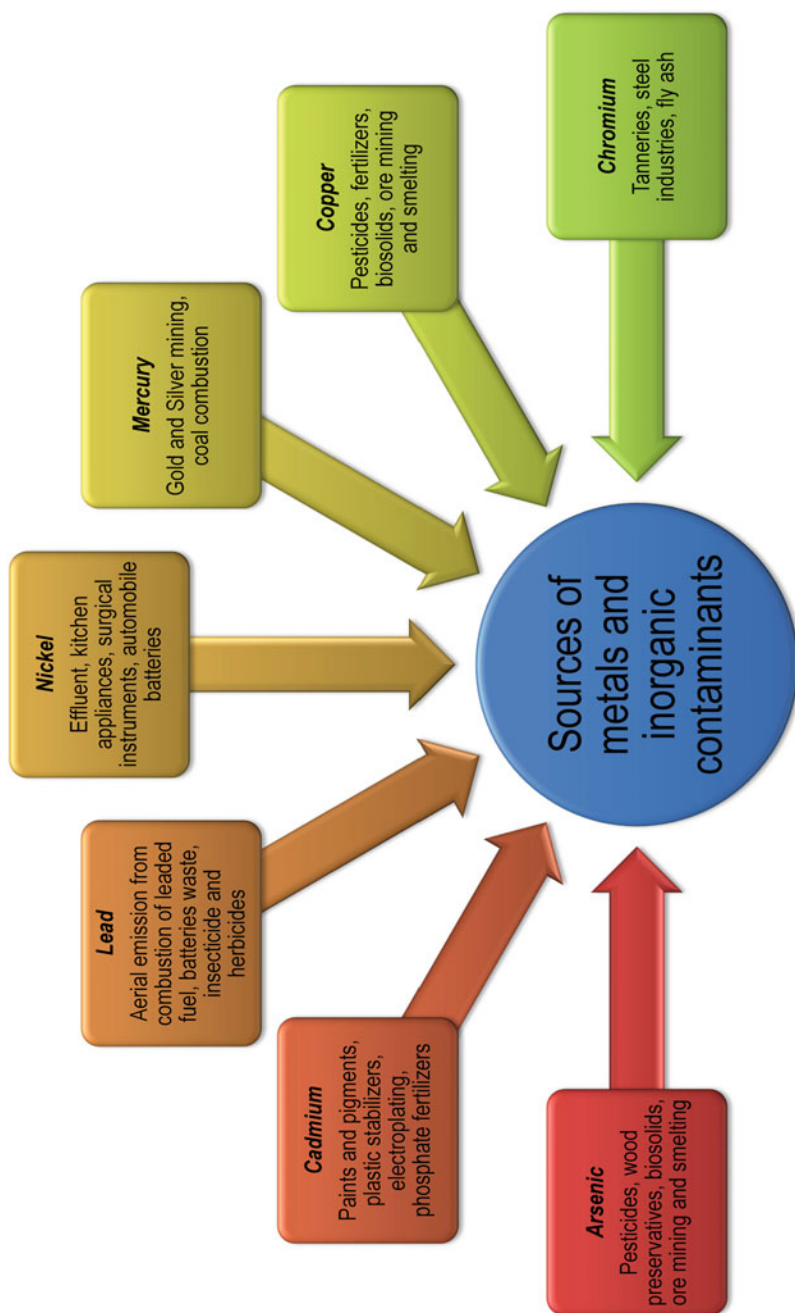 Arsenic
Pesticides, wood
preservatives, biosolids,
ore mining and smelting
Cadmium
Paints and pigments,
plastic stabilizers,
electroplating,
phosphate fertilizers
Lead
Aerial emission from
combustion of leaded
fuel, batteries waste,
insecticide and
herbicides
Nickel
Effluent, kitchen
appliances, surgical
instruments, automobile
batteries
Mercury
Gold and Silver mining,
coal combustion
Copper
Pesticides, fertilizers,
biosolids, ore mining
and smelting
Chromium
Tanneries, steel
industries, fly ash
Sources of
metals and
inorganic
contaminants